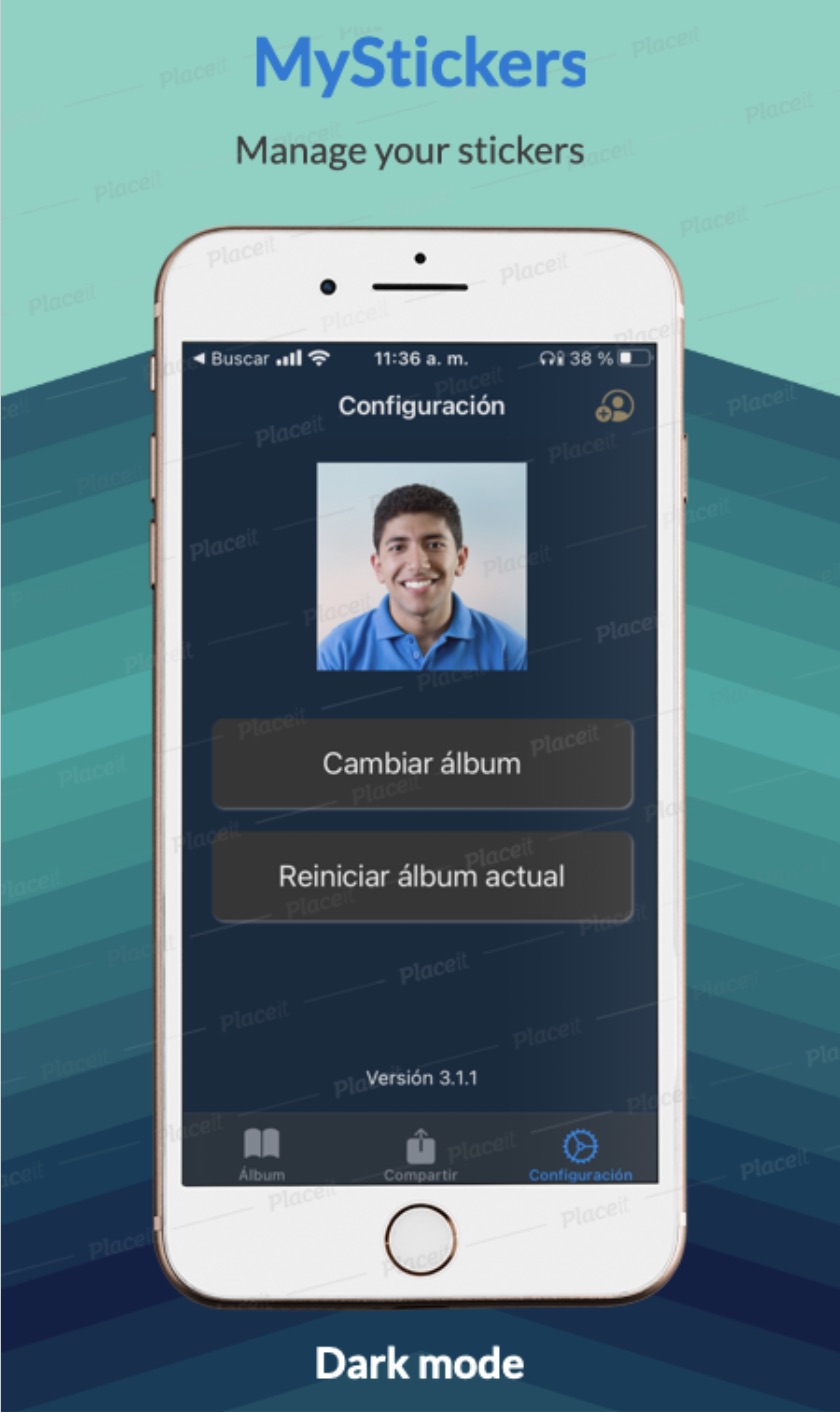 MyStickers
Manage your stickers
Buscar 11:36 a. m. 38 %
Configuración
Cambiar álbum
Reiniciar álbum actual
Versión 3.1.1
Álbum Compartir Configuración
Dark mode
Placeit